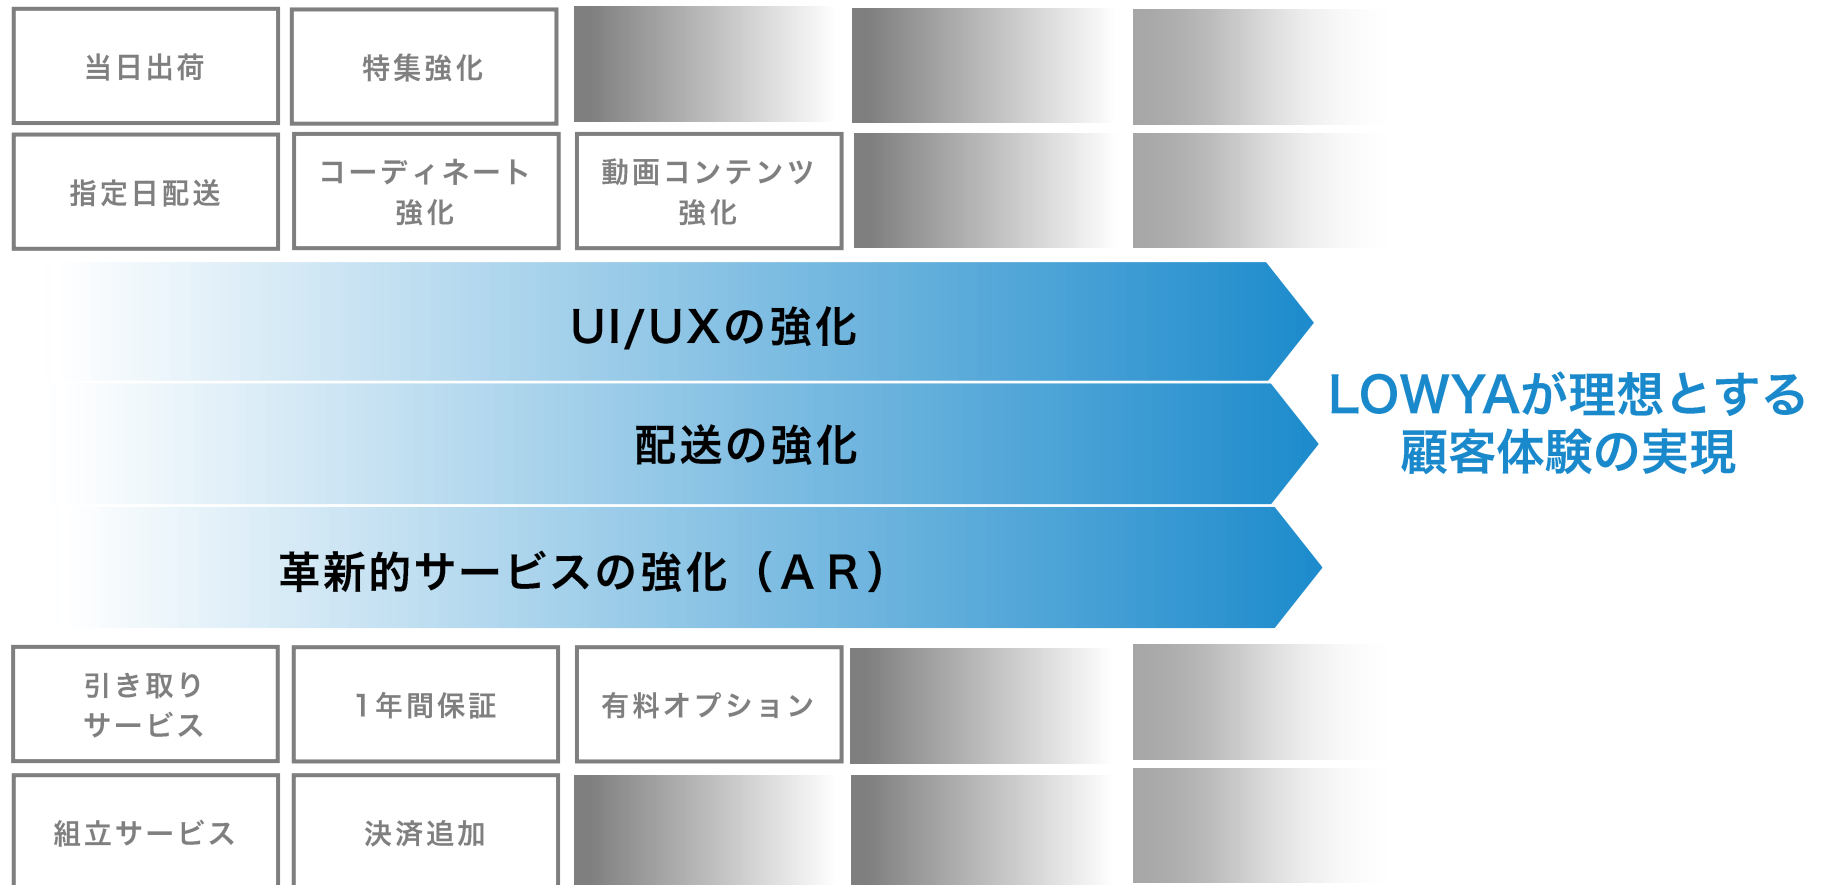 当日出荷
特集強化
指定日配送
コーディネート
強化
動画コンテンツ
強化
UI/UXの強化
配送の強化
革新的サービスの強化（ＡＲ）
LOWYAが理想とする
顧客体験の実現
引き取り
サービス
1年間保証
有料オプション
組立サービス
決済追加